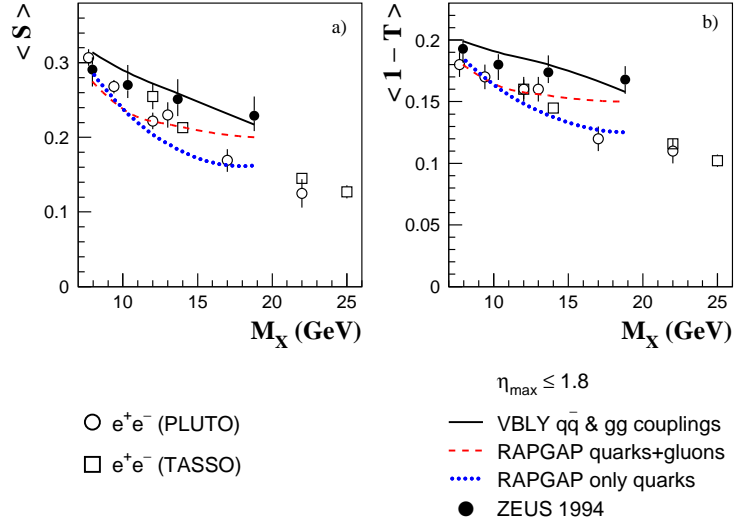 < S >
a)
0.3
0.2
0.1
0
10
15
20
25
M_X (GeV)
< 1 – T >
b)
0.2
0.15
0.1
0.05
0
10
15
20
25
M_X (GeV)
η_max ≤ 1.8
e⁺e⁻ (PLUTO)
e⁺e⁻ (TASSO)
VBLY qq̄ & gg couplings
RAPGAP quarks+gluons
RAPGAP only quarks
ZEUS 1994